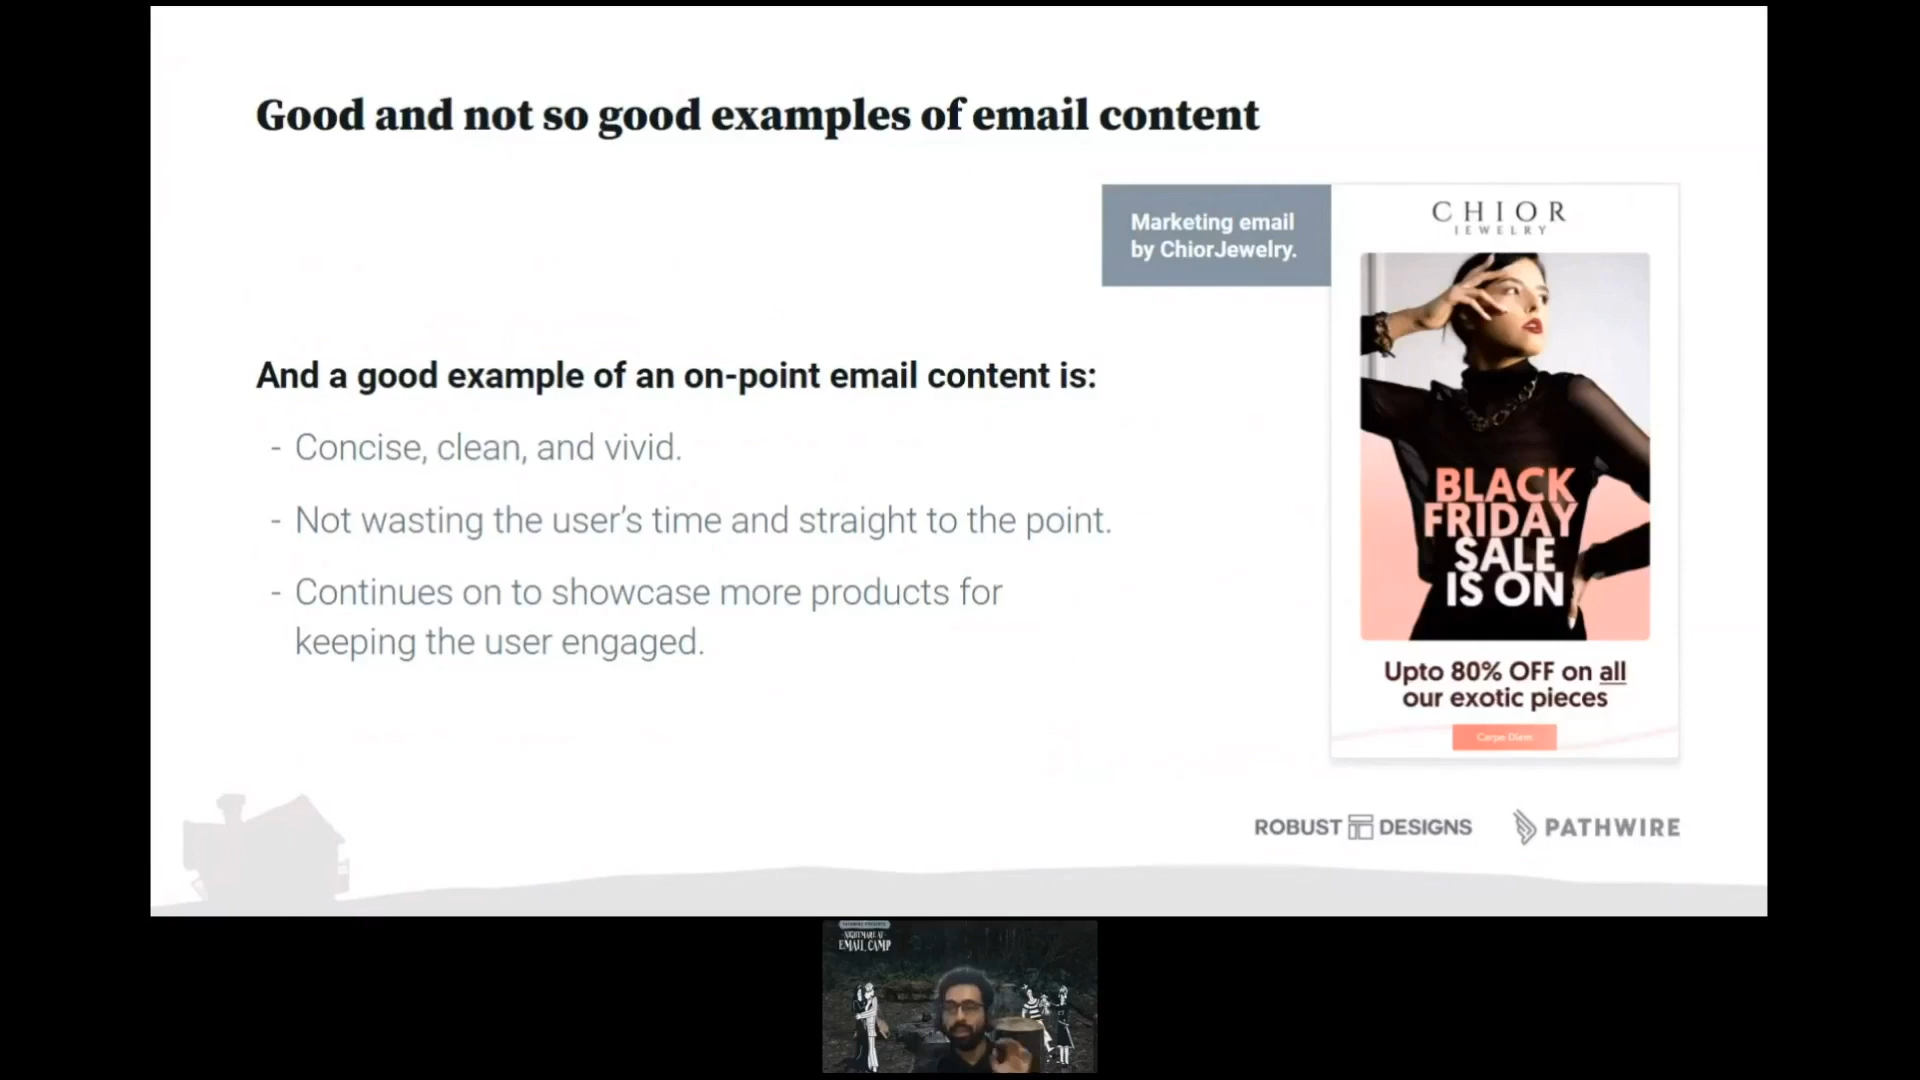 Good and not so good examples of email content
Marketing email
by ChiorJewelry.
CHIOR
JEWELRY
And a good example of an on-point email content is:
- Concise, clean, and vivid.
- Not wasting the user's time and straight to the point.
- Continues on to showcase more products for
keeping the user engaged.
BLACK
FRIDAY
SALE
IS ON
Upto 80% OFF on all
our exotic pieces
Carpe Diem
ROBUST DESIGNS
PATHWIRE
NIGHTMARE AT
EMAIL CAMP